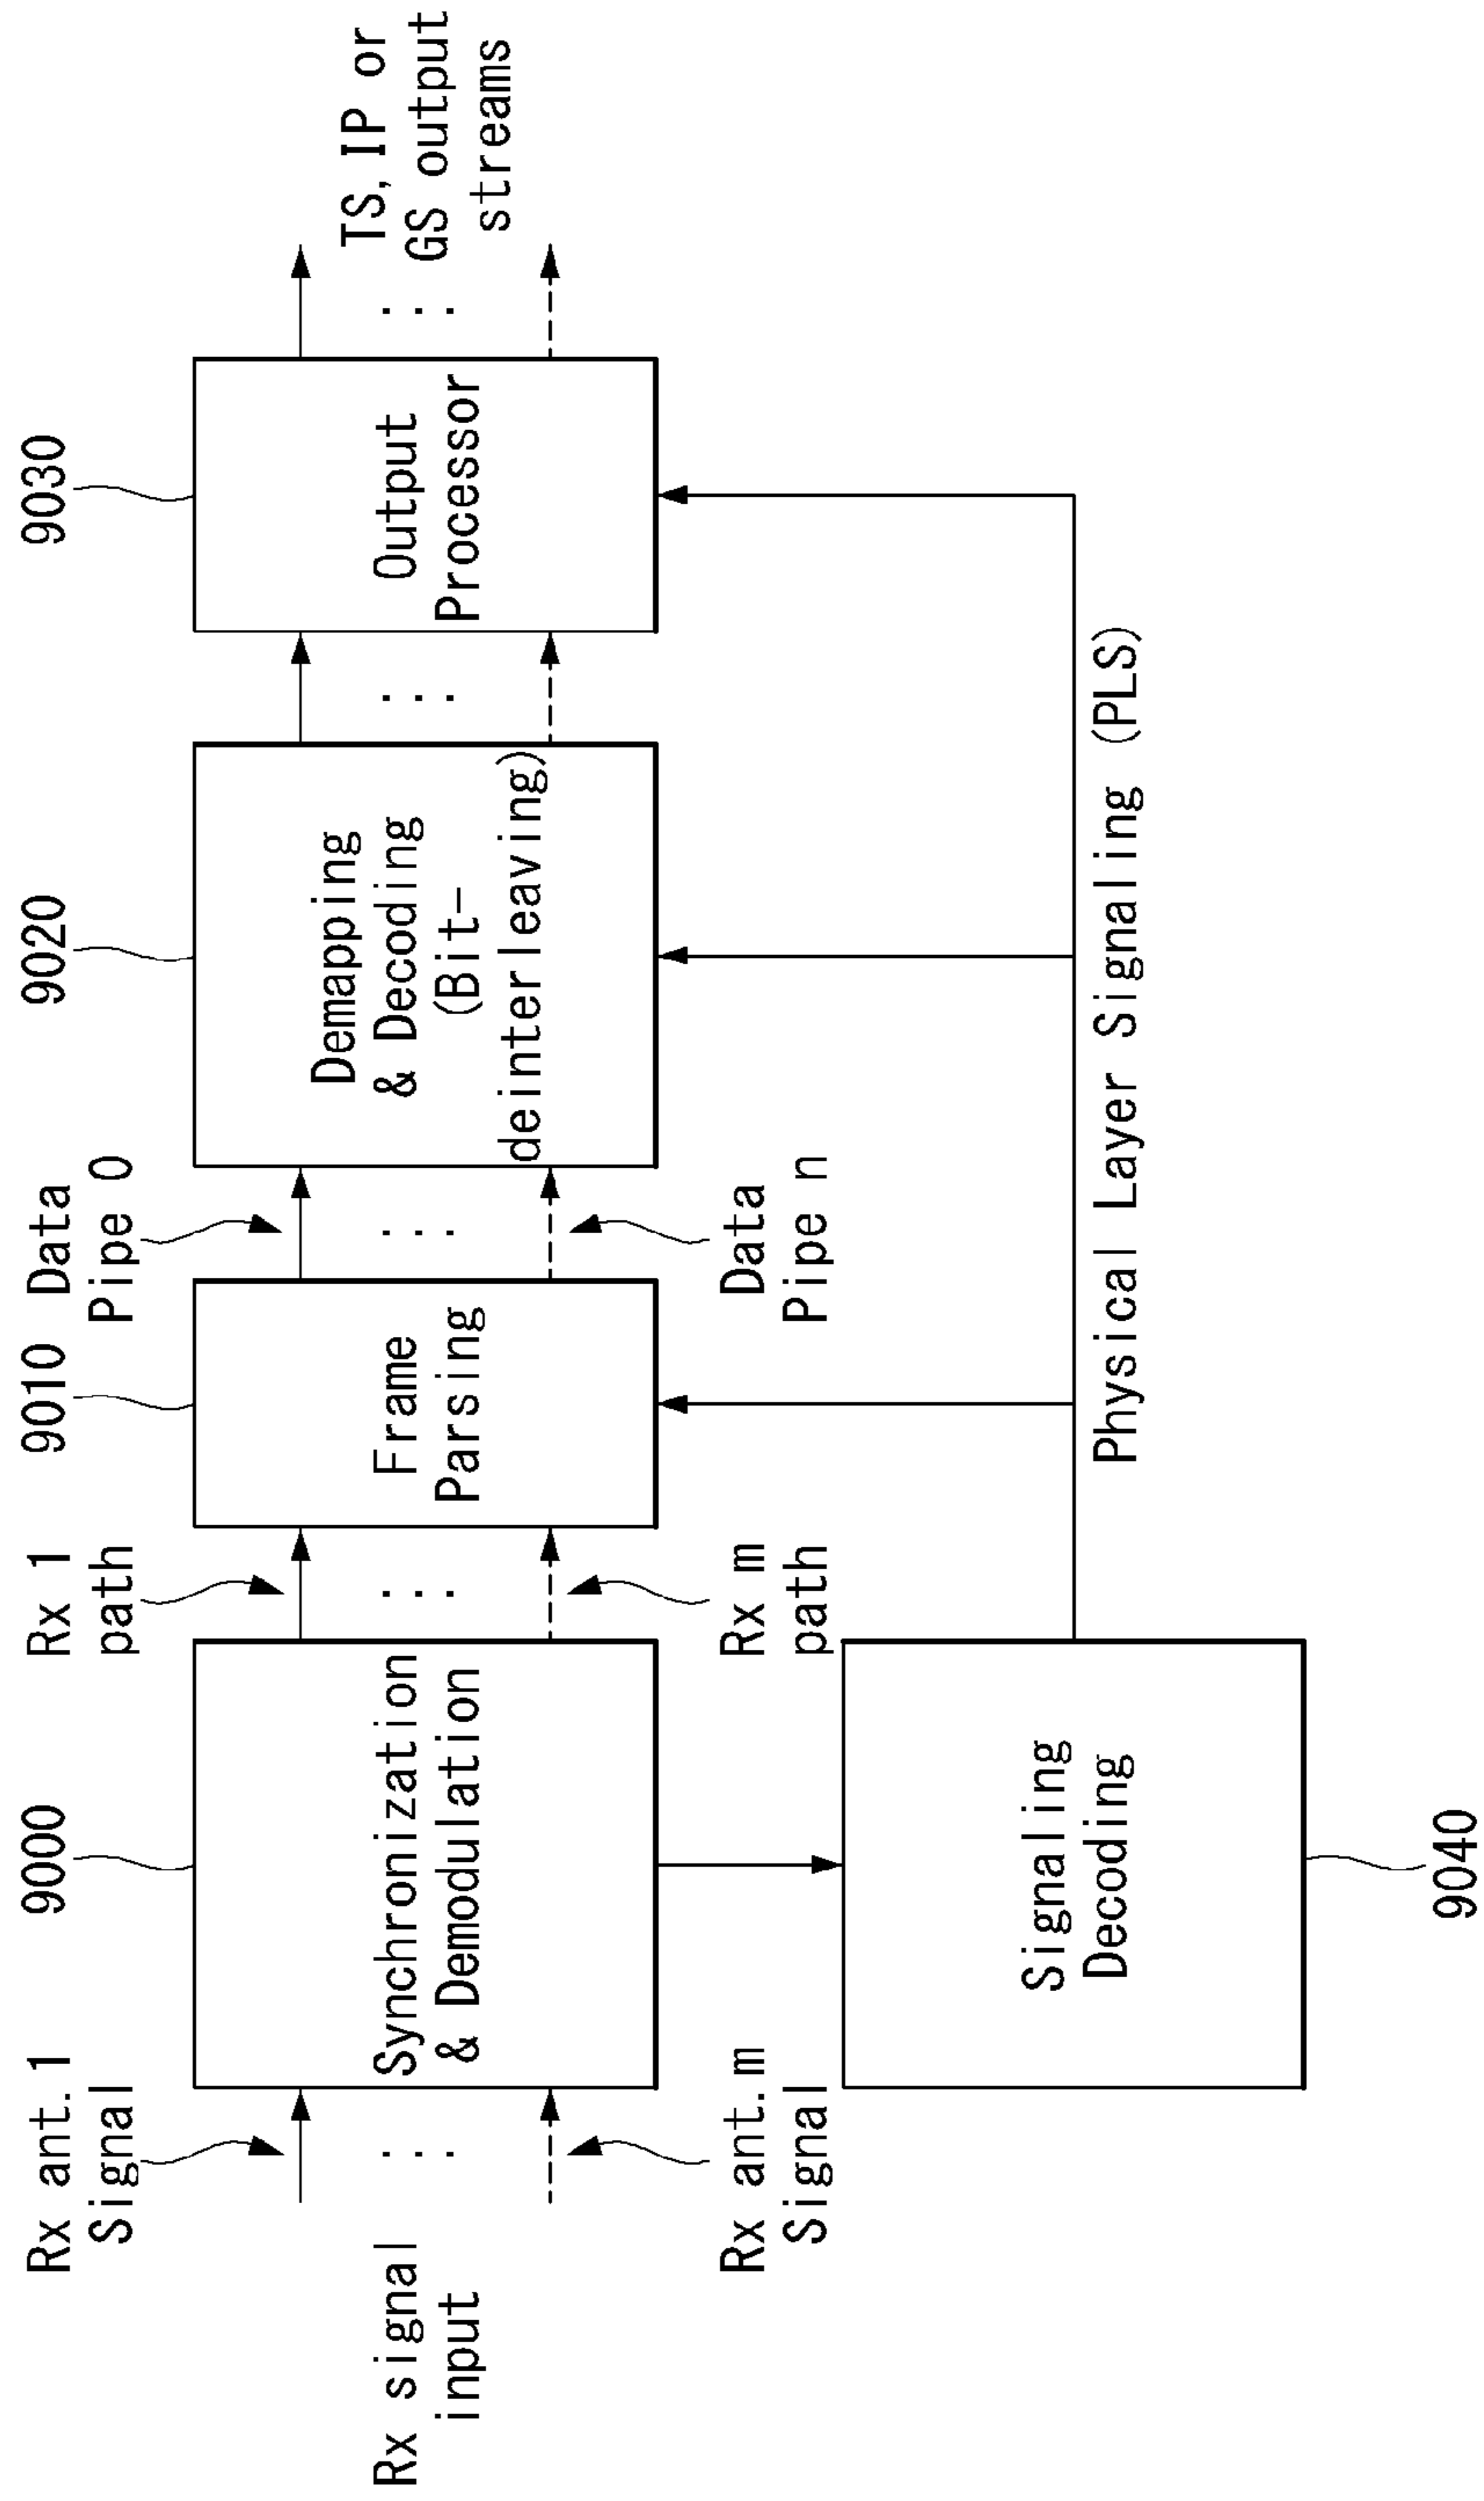 Rx signal
input
Rx ant.1
Signal
Rx ant.m
Signal
9000
Synchronization
& Demodulation
Rx 1
path
Rx m
path
9010
Frame
Parsing
Data
Pipe 0
Data
Pipe n
9020
Demapping
& Decoding
(Bit-
deinterleaving)
9030
Output
Processor
TS, IP or
GS output
streams
Signaling
Decoding
9040
Physical Layer Signaling (PLS)